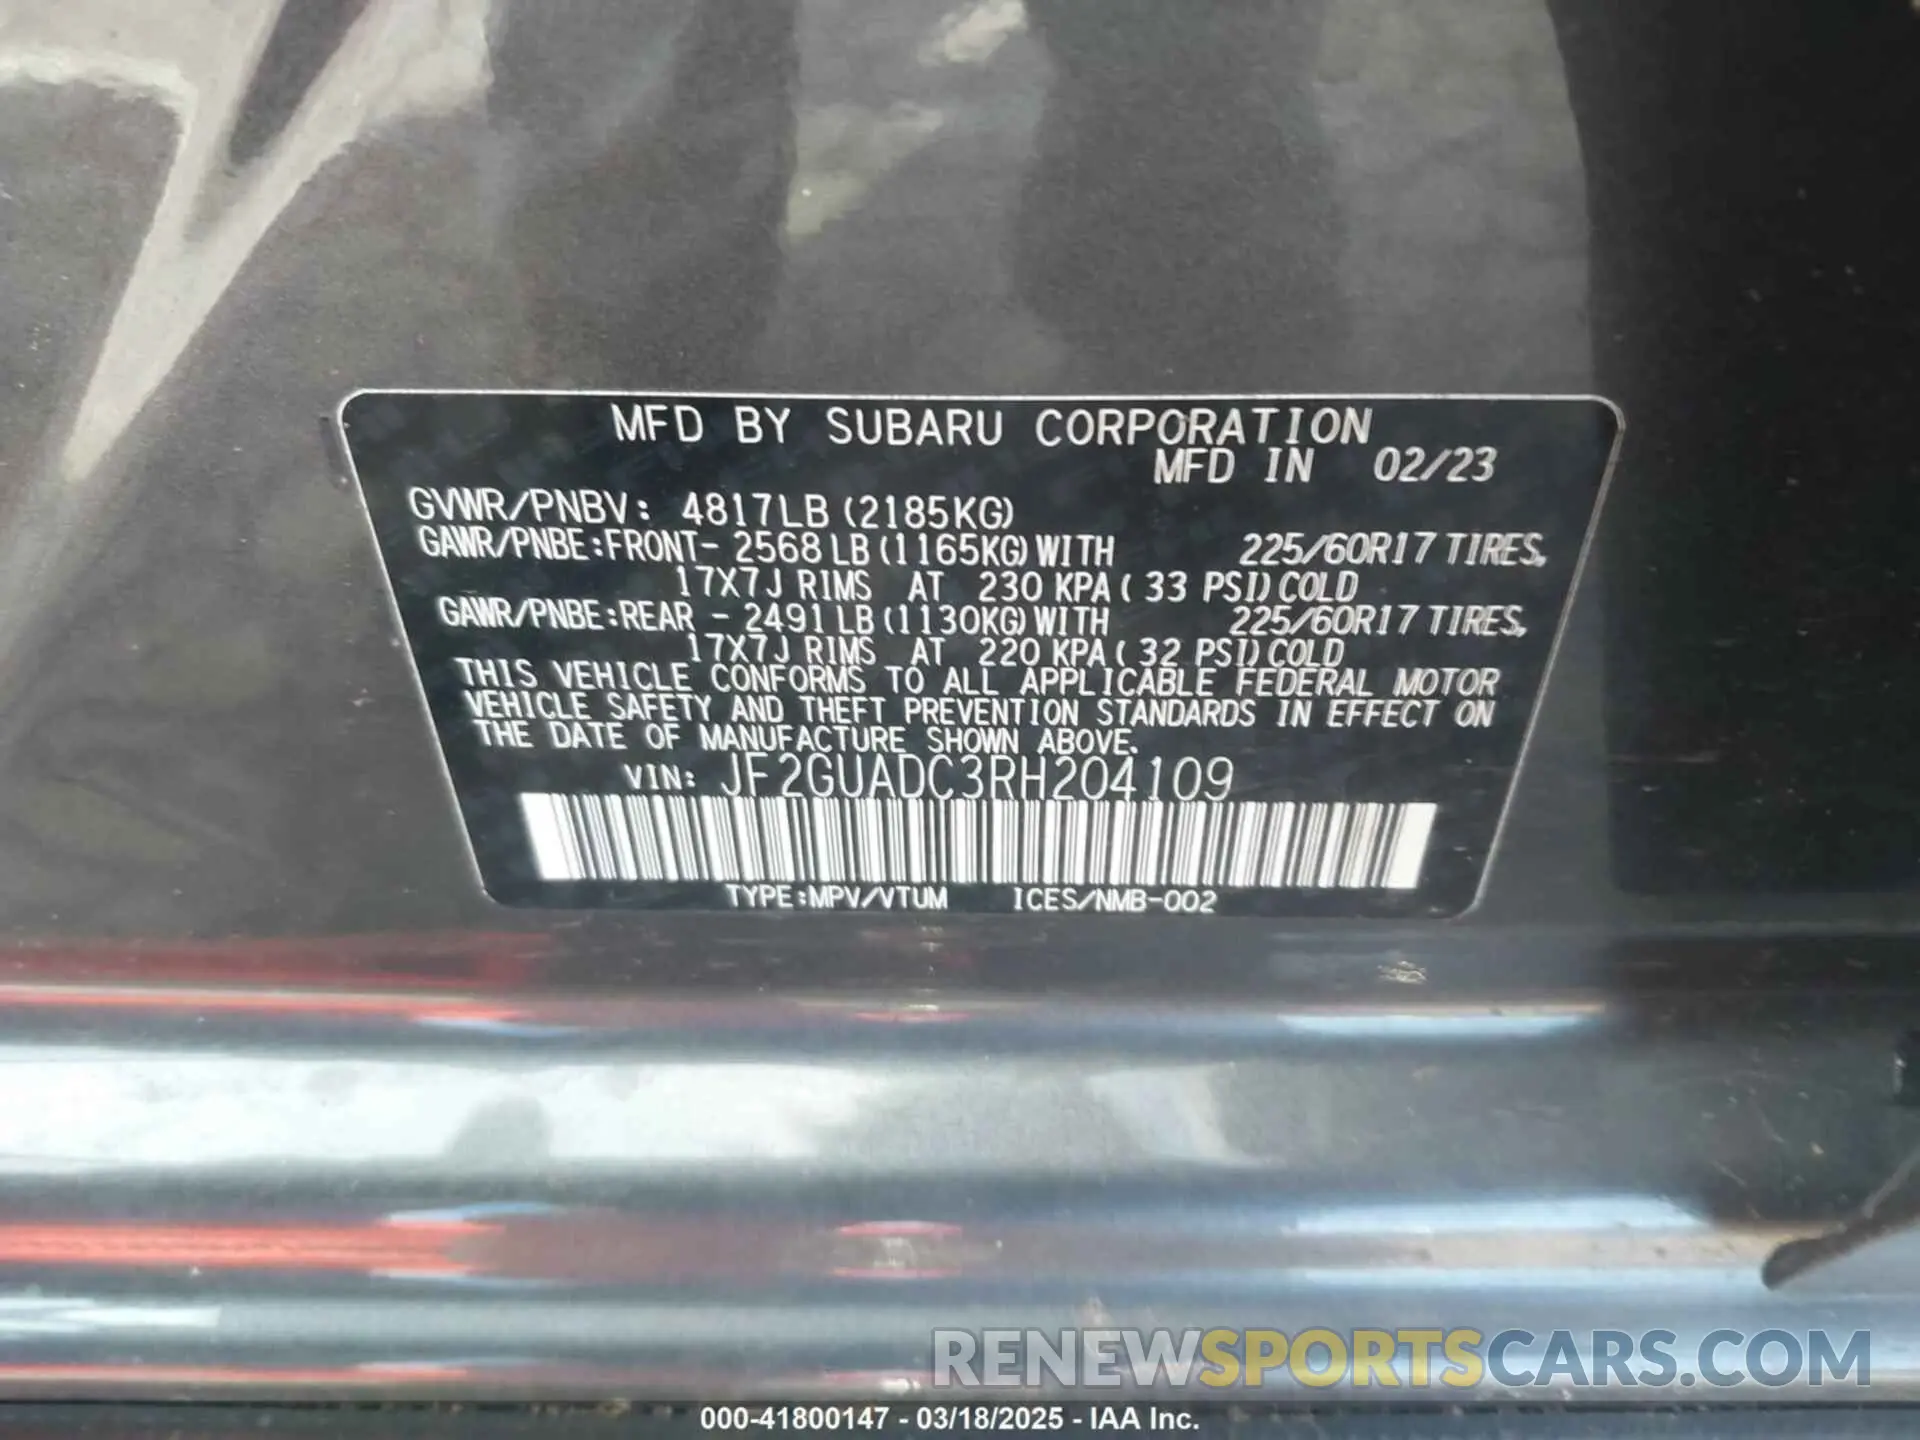 MFD BY SUBARU CORPORATION
MFD IN 02/23
GVWR/PNBV: 4817LB (2185KG)
GAWR/PNBE:FRONT- 2568 LB (1165KG) WITH 225/60R17 TIRES,
17X7J RIMS AT 230 KPA ( 33 PSI) COLD
GAWR/PNBE:REAR - 2491 LB (1130KG) WITH 225/60R17 TIRES,
17X7J RIMS AT 220 KPA ( 32 PSI) COLD
THIS VEHICLE CONFORMS TO ALL APPLICABLE FEDERAL MOTOR
VEHICLE SAFETY AND THEFT PREVENTION STANDARDS IN EFFECT ON
THE DATE OF MANUFACTURE SHOWN ABOVE.
VIN: JF2GUADC3RH204109
TYPE:MPV/VTUM ICES/NMB-002
RENEWSPORTSCARS.COM
000-41800147 - 03/18/2025 - IAA Inc.